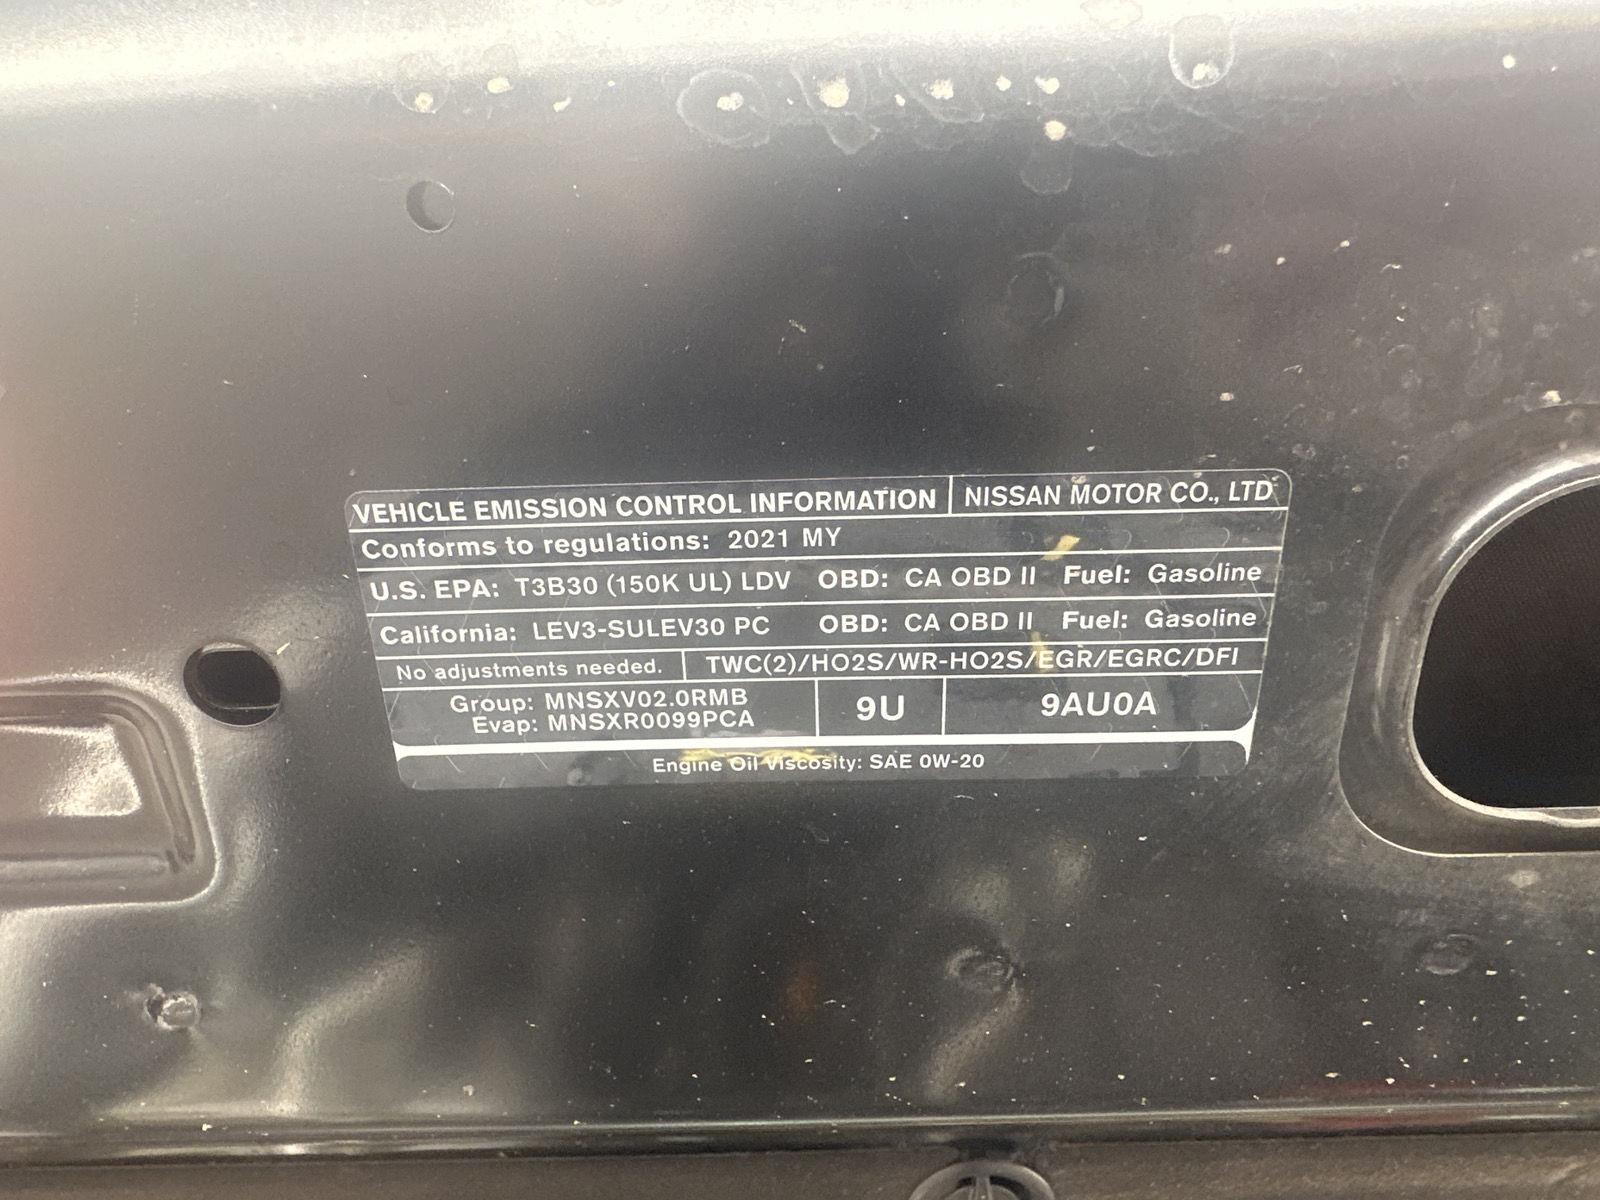 VEHICLE EMISSION CONTROL INFORMATION NISSAN MOTOR CO., LTD
Conforms to regulations: 2021 MY
U.S. EPA: T3B30 (150K UL) LDV OBD: CA OBD II Fuel: Gasoline
California: LEV3-SULEV30 PC OBD: CA OBD II Fuel: Gasoline
No adjustments needed. TWC(2)/HO2S/WR-HO2S/EGR/EGRC/DFI
Group: MNSXV02.0RMB
Evap: MNSXR0099PCA
9U
9AU0A
Engine Oil Viscosity: SAE 0W-20